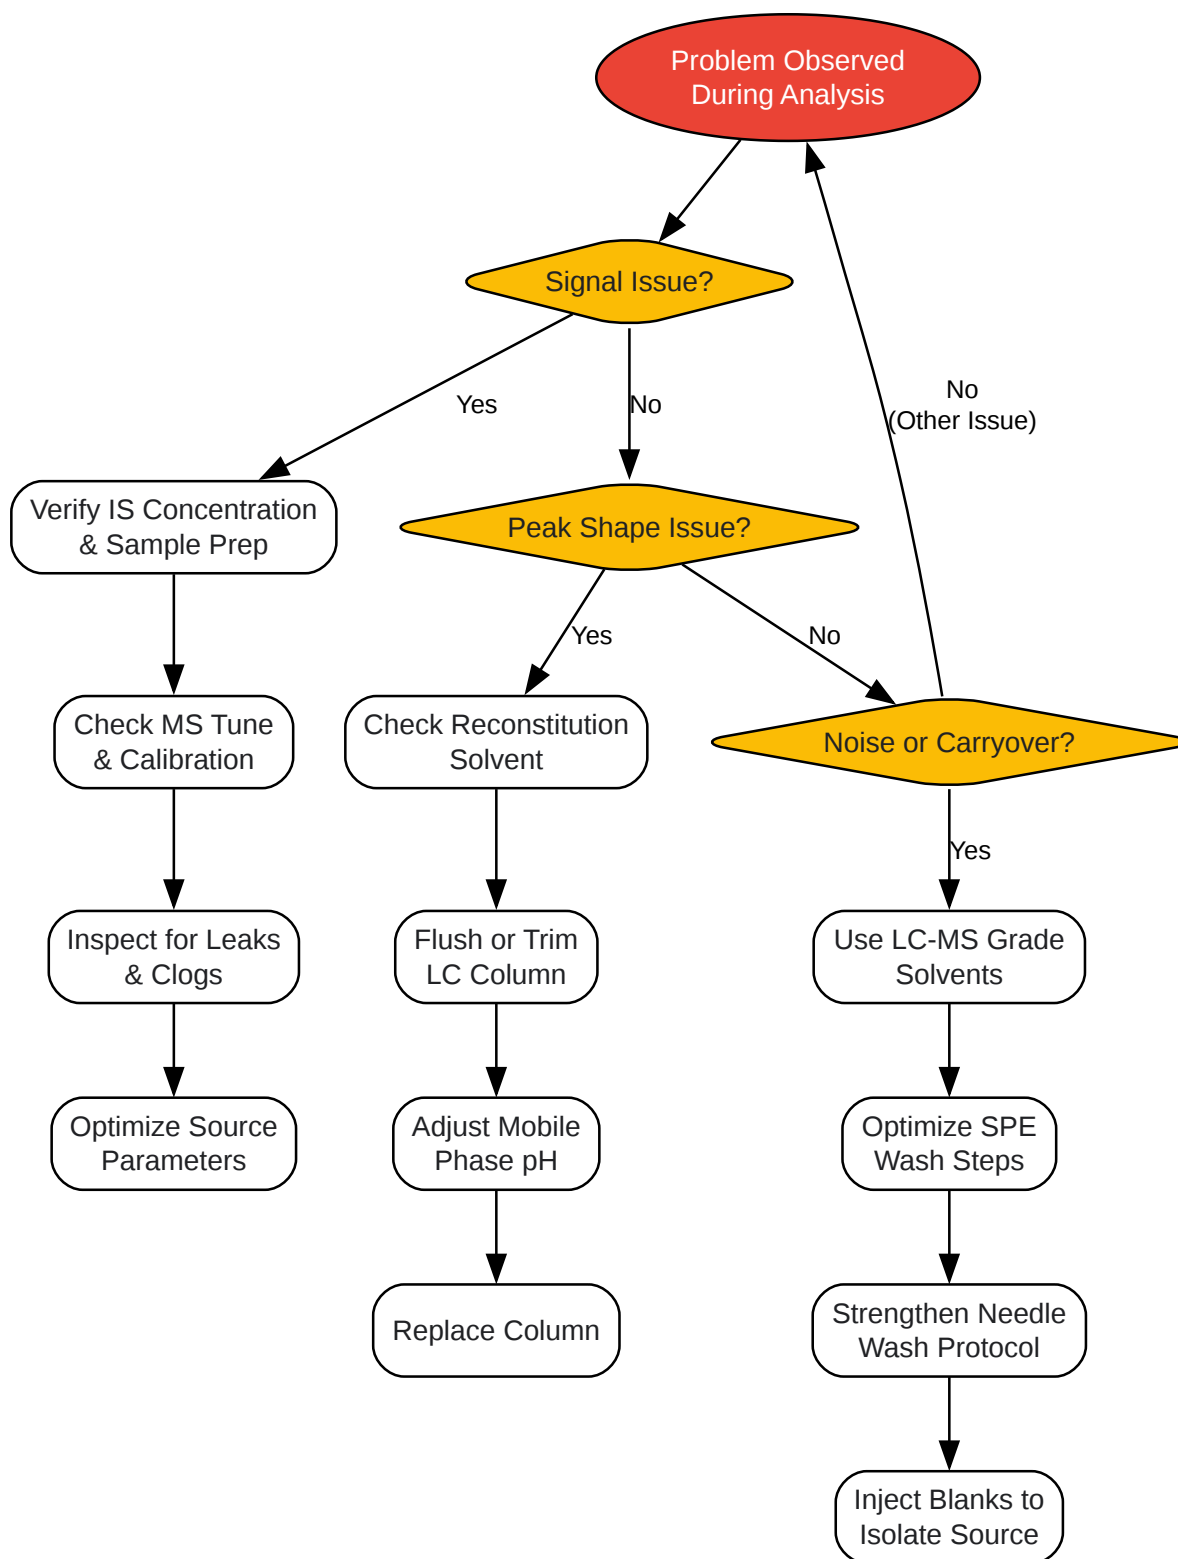 Problem Observed
During Analysis
Signal Issue?
Yes
No
No
(Other Issue)
Verify IS Concentration
& Sample Prep
Peak Shape Issue?
Yes
No
Check MS Tune
& Calibration
Check Reconstitution
Solvent
Noise or Carryover?
Yes
Inspect for Leaks
& Clogs
Flush or Trim
LC Column
Use LC-MS Grade
Solvents
Optimize Source
Parameters
Adjust Mobile
Phase pH
Optimize SPE
Wash Steps
Replace Column
Strengthen Needle
Wash Protocol
Inject Blanks to
Isolate Source